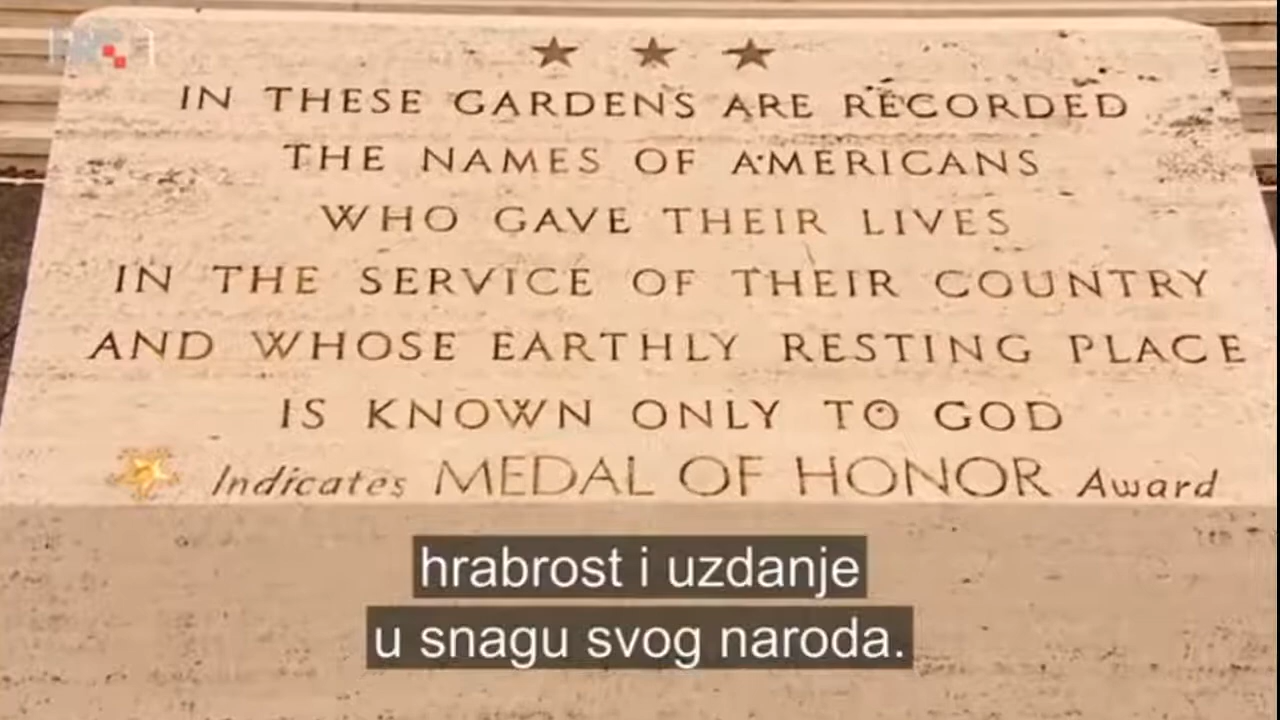 IN THESE GARDENS ARE RECORDED
THE NAMES OF AMERICANS
WHO GAVE THEIR LIVES
IN THE SERVICE OF THEIR COUNTRY
AND WHOSE EARTHLY RESTING PLACE
IS KNOWN ONLY TO GOD
Indicates MEDAL OF HONOR Award
hrabrost i uzdanje
u snagu svog naroda.